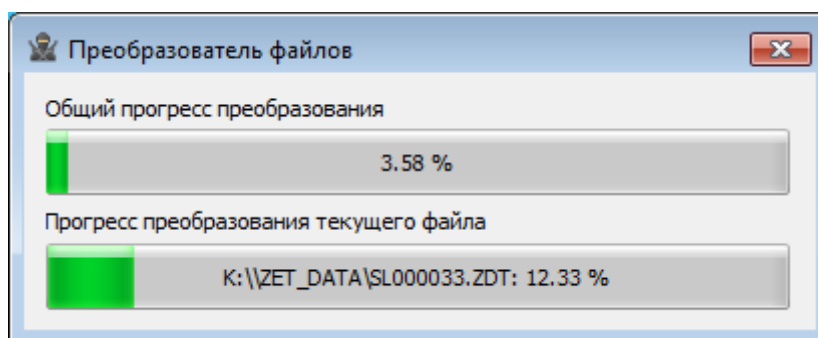 Преобразователь файлов
Общий прогресс преобразования
3.58 %
Прогресс преобразования текущего файла
K:\\ZET_DATA\SL000033.ZDT: 12.33 %